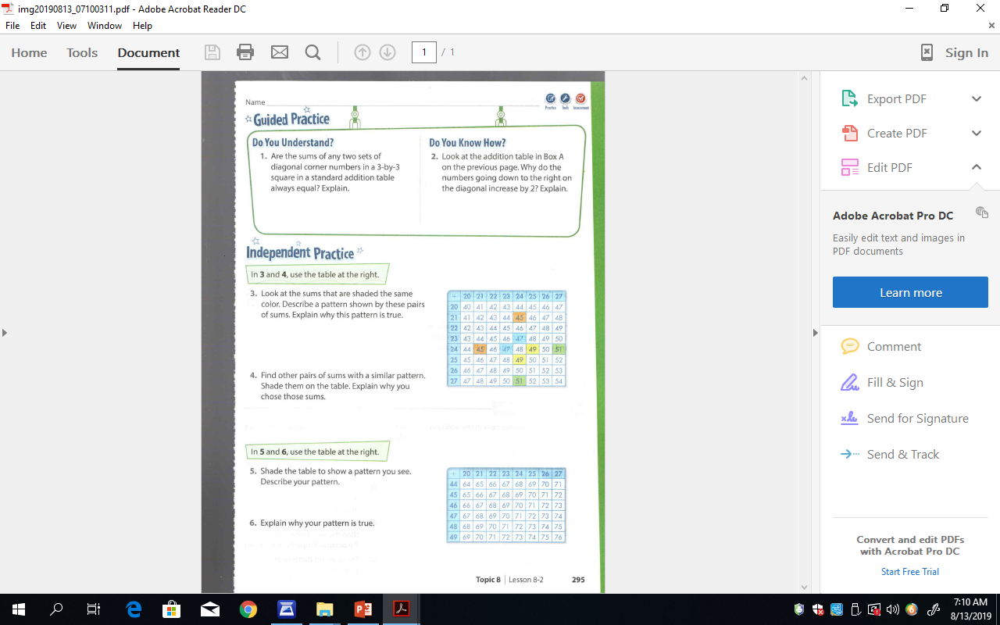 img20190813_07100311.pdf - Adobe Acrobat Reader DC
File Edit View Window Help
Home Tools Document 1 / 1 Sign In
Name
Practice Tools Assessment
Guided Practice
Do You Understand?
1. Are the sums of any two sets of
diagonal corner numbers in a 3-by-3
square in a standard addition table
always equal? Explain.
Do You Know How?
2. Look at the addition table in Box A
on the previous page. Why do the
numbers going down to the right on
the diagonal increase by 2? Explain.
Independent Practice
In 3 and 4, use the table at the right.
3. Look at the sums that are shaded the same
color. Describe a pattern shown by these pairs
of sums. Explain why this pattern is true.
4. Find other pairs of sums with a similar pattern.
Shade them on the table. Explain why you
chose those sums.
+ 20 21 22 23 24 25 26 27
20 40 41 42 43 44 45 46 47
21 41 42 43 44 45 46 47 48
22 42 43 44 45 46 47 48 49
23 43 44 45 46 47 48 49 50
24 44 45 46 47 48 49 50 51
25 45 46 47 48 49 50 51 52
26 46 47 48 49 50 51 52 53
27 47 48 49 50 51 52 53 54
In 5 and 6, use the table at the right.
5. Shade the table to show a pattern you see.
Describe your pattern.
6. Explain why your pattern is true.
+ 20 21 22 23 24 25 26 27
44 64 65 66 67 68 69 70 71
45 65 66 67 68 69 70 71 72
46 66 67 68 69 70 71 72 73
47 67 68 69 70 71 72 73 74
48 68 69 70 71 72 73 74 75
49 69 70 71 72 73 74 75 76
Topic 8 | Lesson 8-2 295
Export PDF
Create PDF
Edit PDF
Adobe Acrobat Pro DC
Easily edit text and images in
PDF documents
Learn more
Comment
Fill & Sign
Send for Signature
Send & Track
Convert and edit PDFs
with Acrobat Pro DC
Start Free Trial
7:10 AM
8/13/2019